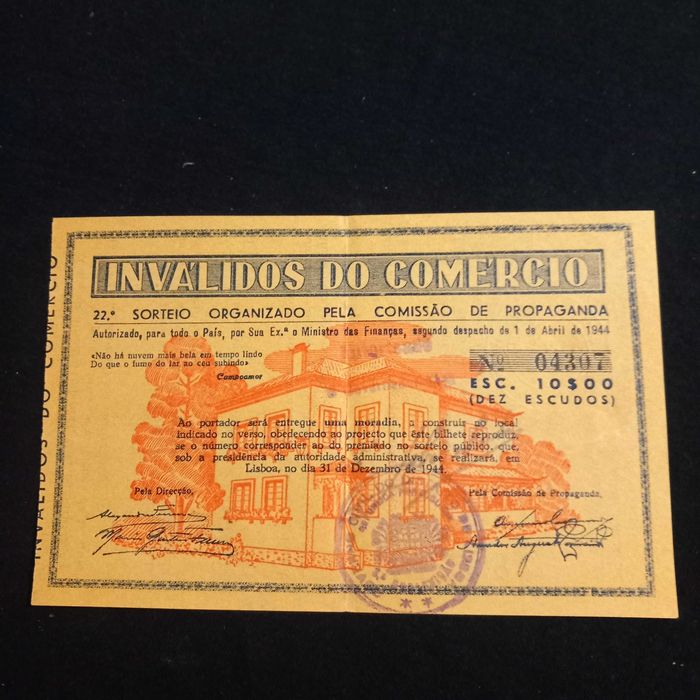 INVÁLIDOS DO COMÉRCIO
INVÁLIDOS DO COMÉRCIO
22.º SORTEIO ORGANIZADO PELA COMISSÃO DE PROPAGANDA
Autorizado, para todo o País, por Sua Ex.ª o Ministro das Finanças, segundo despacho de 1 de Abril de 1944
«Não há nuvem mais bela em tempo lindo
Do que o fumo do lar ao céu subindo»
Campoamor
Nº 04307
ESC. 10$00
(DEZ ESCUDOS)
Ao portador será entregue uma moradia, a construir no local
indicado no verso, obedecendo ao projecto que êste bilhete reproduz,
se o número corresponder ao do premiado no sorteio público, que,
sob a presidência da autoridade administrativa, se realizará, em
Lisboa, no dia 31 de Dezembro de 1944.
Pela Direcção,
Pela Comissão de Propaganda,